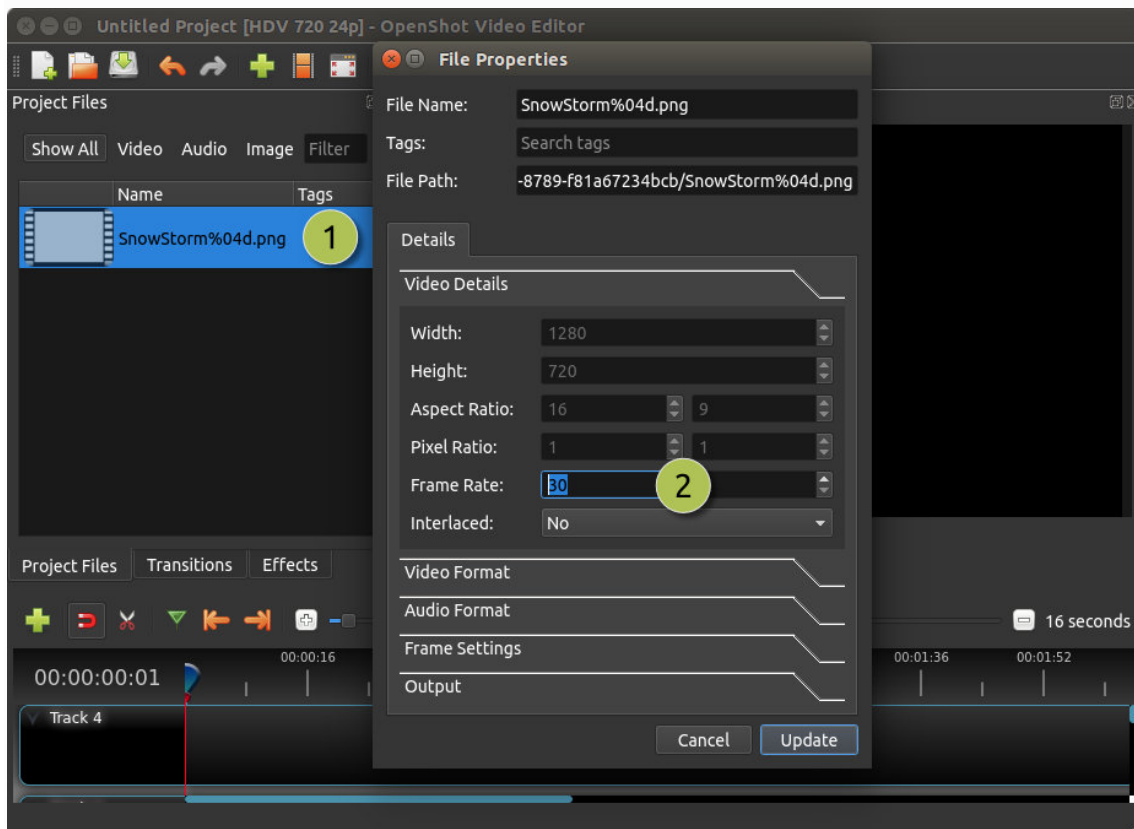 Untitled Project [HDV 720 24p] - OpenShot Video Editor
File Properties
Project Files
File Name: SnowStorm%04d.png
Show All Video Audio Image Filter
Tags: Search tags
File Path: -8789-f81a67234bcb/SnowStorm%04d.png
Name Tags
SnowStorm%04d.png 1
Details
Video Details
Width: 1280
Height: 720
Aspect Ratio: 16 9
Pixel Ratio: 1 1
Frame Rate: 30 2
Interlaced: No
Video Format
Audio Format
Frame Settings
Output
Cancel Update
Project Files Transitions Effects
16 seconds
00:00:00:01
00:00:16 00:01:36 00:01:52
Track 4